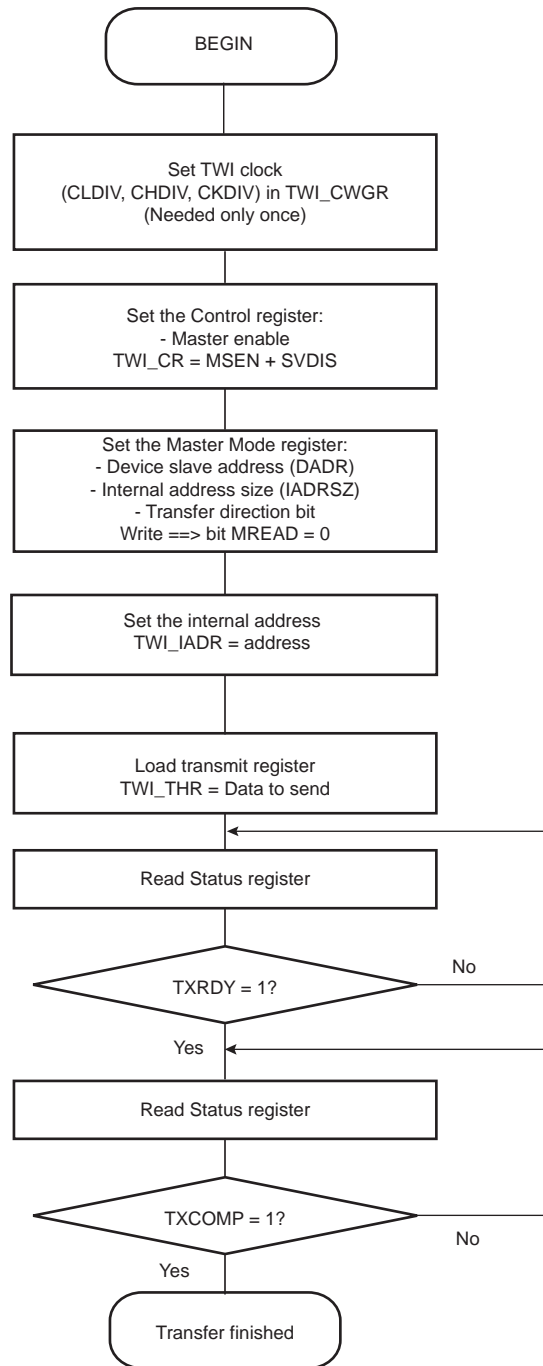 BEGIN
Set TWI clock
(CLDIV, CHDIV, CKDIV) in TWI_CWGR
(Needed only once)
Set the Control register:
- Master enable
TWI_CR = MSEN + SVDIS
Set the Master Mode register:
- Device slave address (DADR)
- Internal address size (IADRSZ)
- Transfer direction bit
Write ==> bit MREAD = 0
Set the internal address
TWI_IADR = address
Load transmit register
TWI_THR = Data to send
Read Status register
TXRDY = 1?
No
Yes
Read Status register
TXCOMP = 1?
No
Yes
Transfer finished